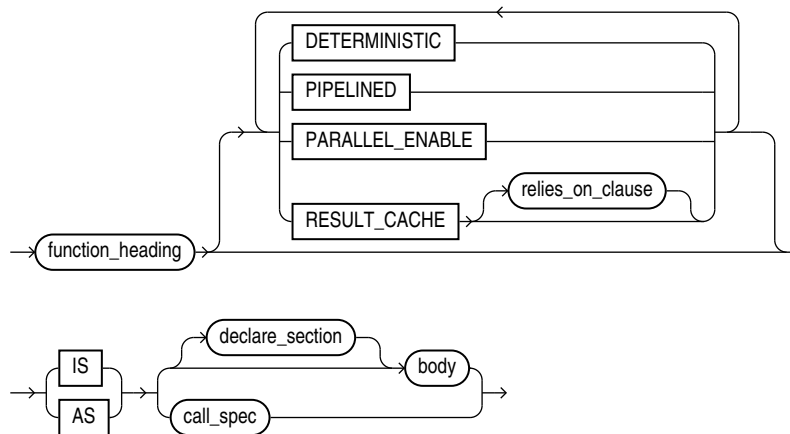 DETERMINISTIC
PIPELINED
PARALLEL_ENABLE
relies_on_clause
RESULT_CACHE
function_heading
declare_section
IS
body
AS
call_spec